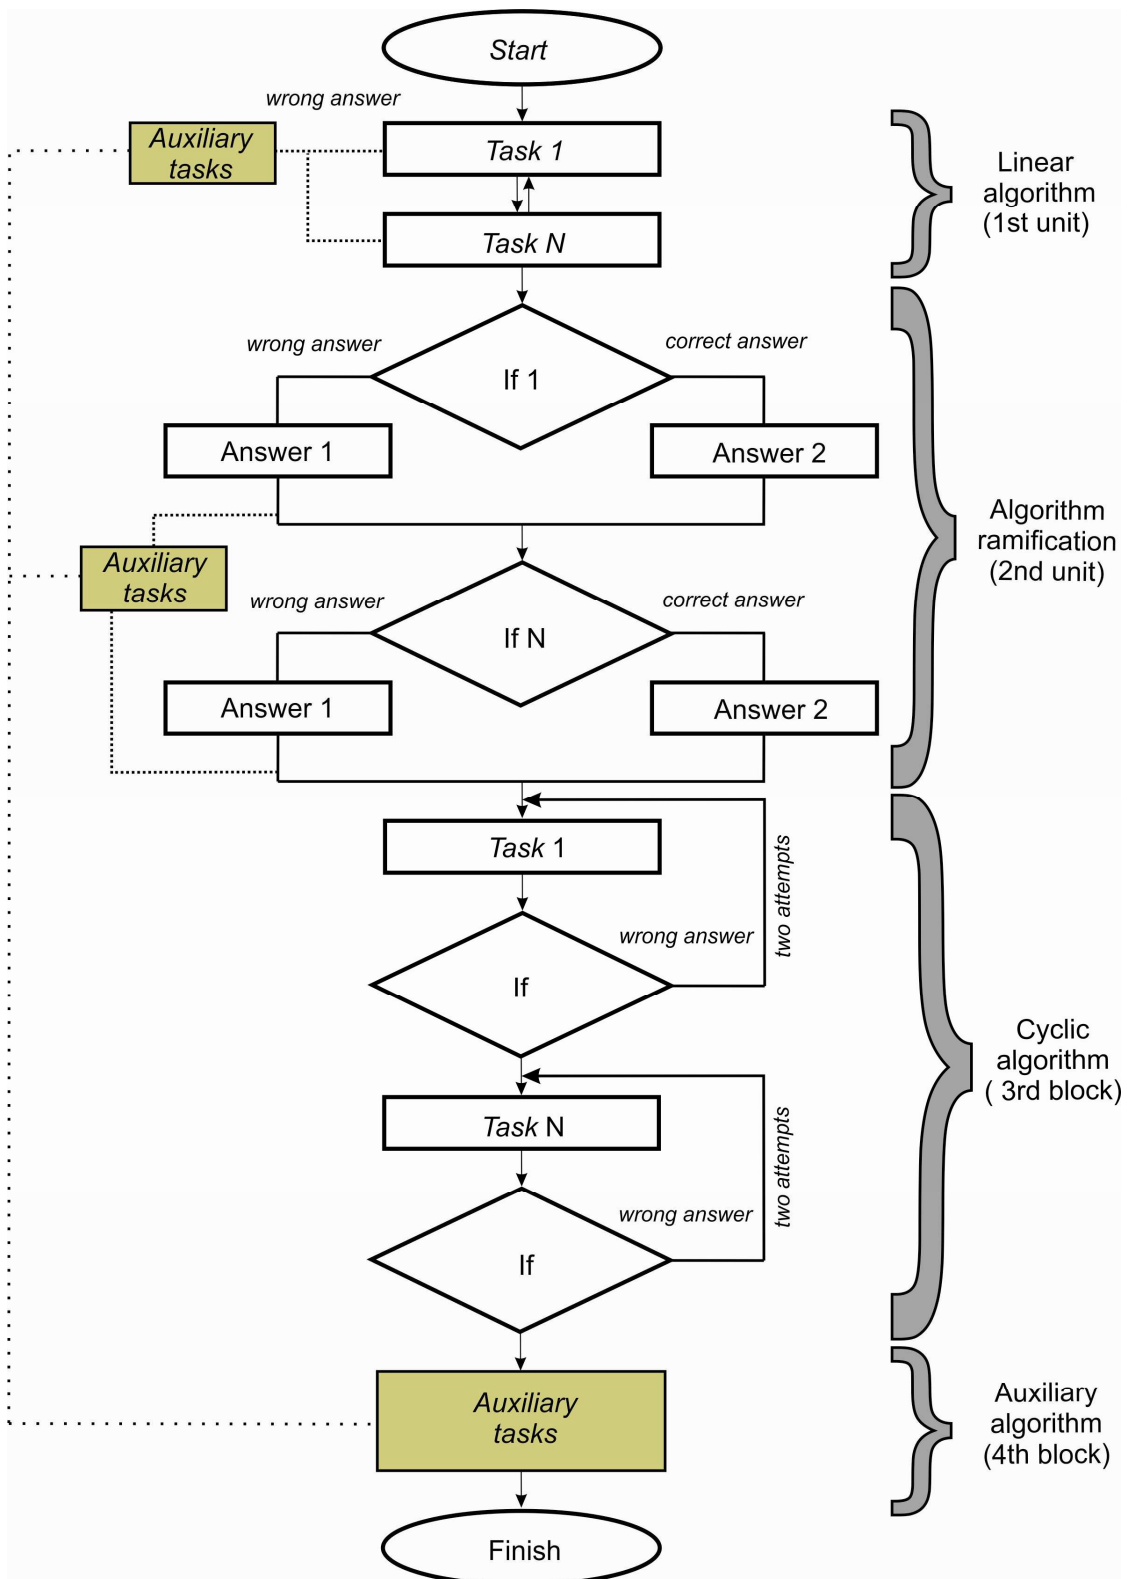 Start
wrong answer
Auxiliary
tasks
Task 1
Task N
Linear
algorithm
(1st unit)
wrong answer
correct answer
If 1
Answer 1
Answer 2
Auxiliary
tasks
wrong answer
correct answer
If N
Answer 1
Answer 2
Algorithm
ramification
(2nd unit)
Task 1
two attempts
wrong answer
If
Task N
two attempts
wrong answer
If
Cyclic
algorithm
( 3rd block)
Auxiliary
tasks
Auxiliary
algorithm
(4th block)
Finish